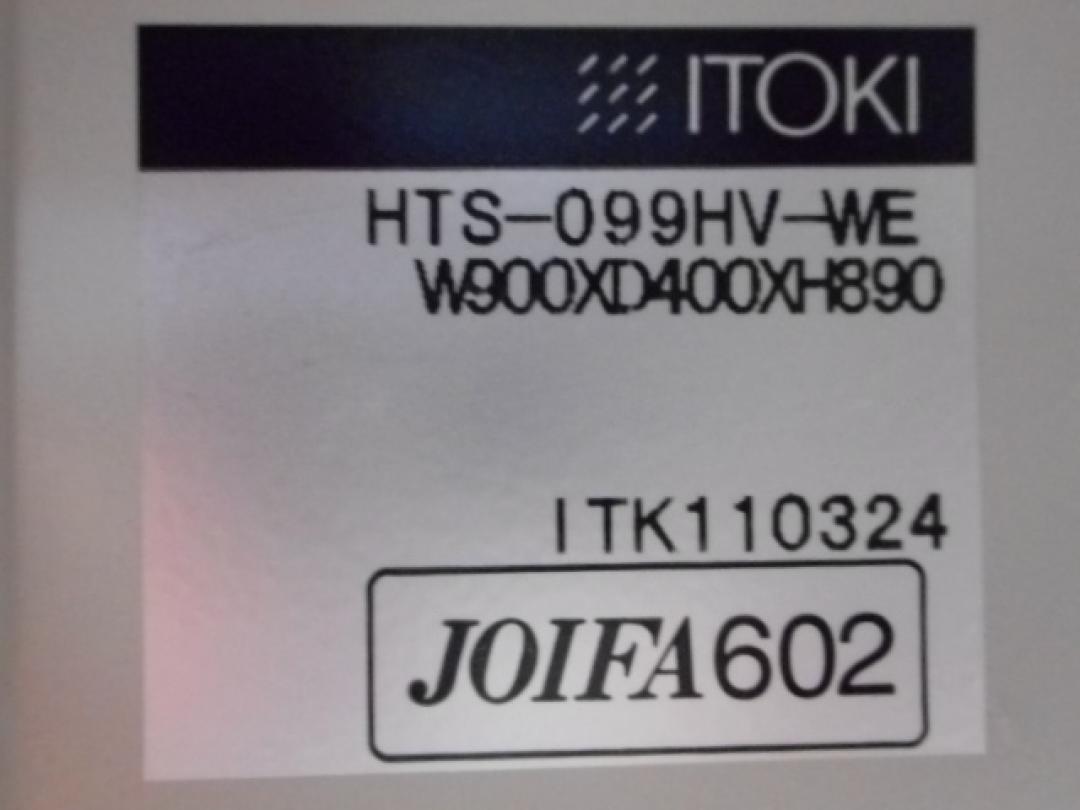 ITOKI
HTS-099HV-WE
W900XD400XH890
ITK110324
JOIFA602